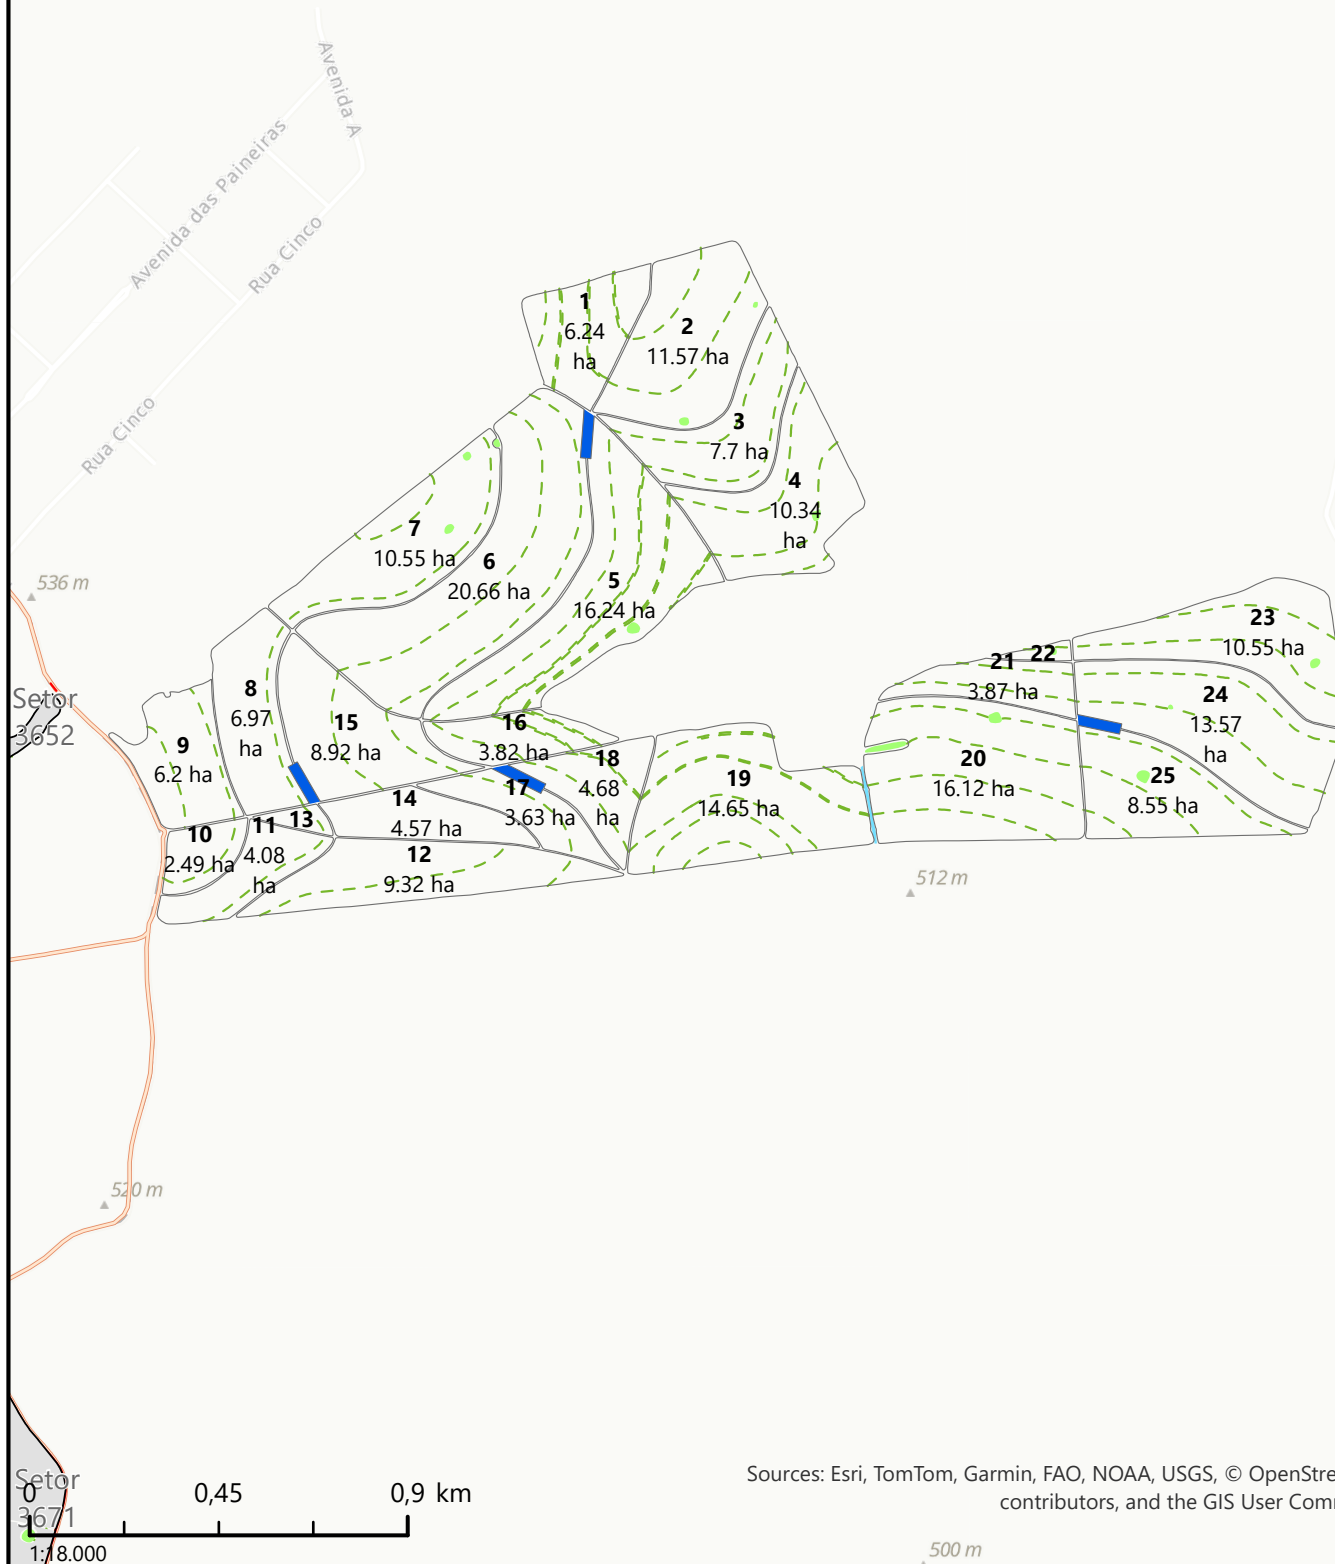 Avenida A
Avenida das Paineiras
Rua Cinco
Rua Cinco
1
6.24
ha
2
11.57 ha
3
7.7 ha
4
10.34
ha
7
10.55 ha
6
20.66 ha
5
16.24 ha
536 m
Setor
3652
8
6.97
ha
9
6.2 ha
15
8.92 ha
16
3.82 ha
18
4.68
ha
17
3.63 ha
14
4.57 ha
13
11
4.08
ha
10
2.49 ha
12
9.32 ha
19
14.65 ha
20
16.12 ha
21
3.87 ha
22
23
10.55 ha
24
13.57
ha
25
8.55 ha
512 m
520 m
Setor
3671
0 0,45 0,9 km
1:18.000
Sources: Esri, TomTom, Garmin, FAO, NOAA, USGS, © OpenStre
contributors, and the GIS User Com
500 m